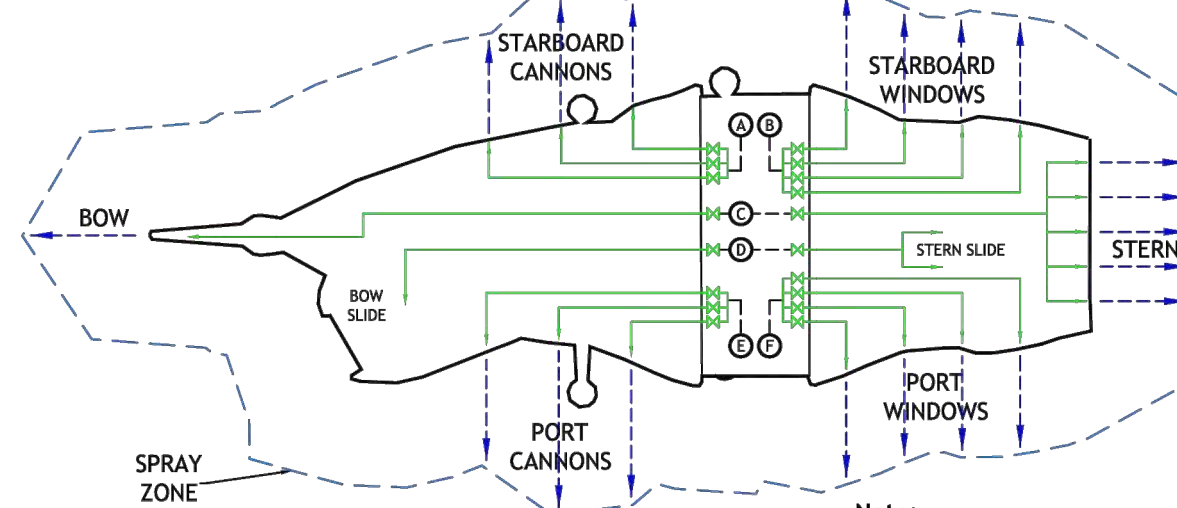 STARBOARD
CANNONS
STARBOARD
WINDOWS
A B
BOW
C
D
STERN SLIDE
STERN
BOW
SLIDE
E F
PORT
WINDOWS
PORT
CANNONS
SPRAY
ZONE